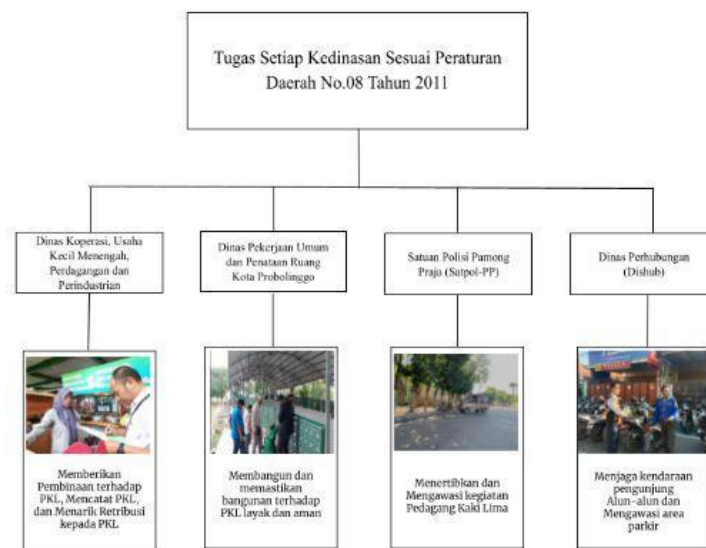 Tugas Setiap Kedinasan Sesuai Peraturan
Daerah No.08 Tahun 2011
Dinas Koperasi, Usaha
Kecil Menengah,
Perdagangan dan
Perindustrian
Dinas Pekerjaan Umum
dan Penataan Ruang
Kota Probolinggo
Satuan Polisi Pamong
Praja (Satpol-PP)
Dinas Perhubungan
(Dishub)
Memberikan
Pembinaan terhadap
PKL, Mencatat PKL,
dan Menarik Retribusi
kepada PKL
Membangun dan
memastikan
bangunan terhadap
PKL layak dan aman
Menertibkan dan
Mengawasi kegiatan
Pedagang Kaki Lima
Menjaga kendaraan
pengunjung
Alun-alun dan
Mengawasi area
parkir